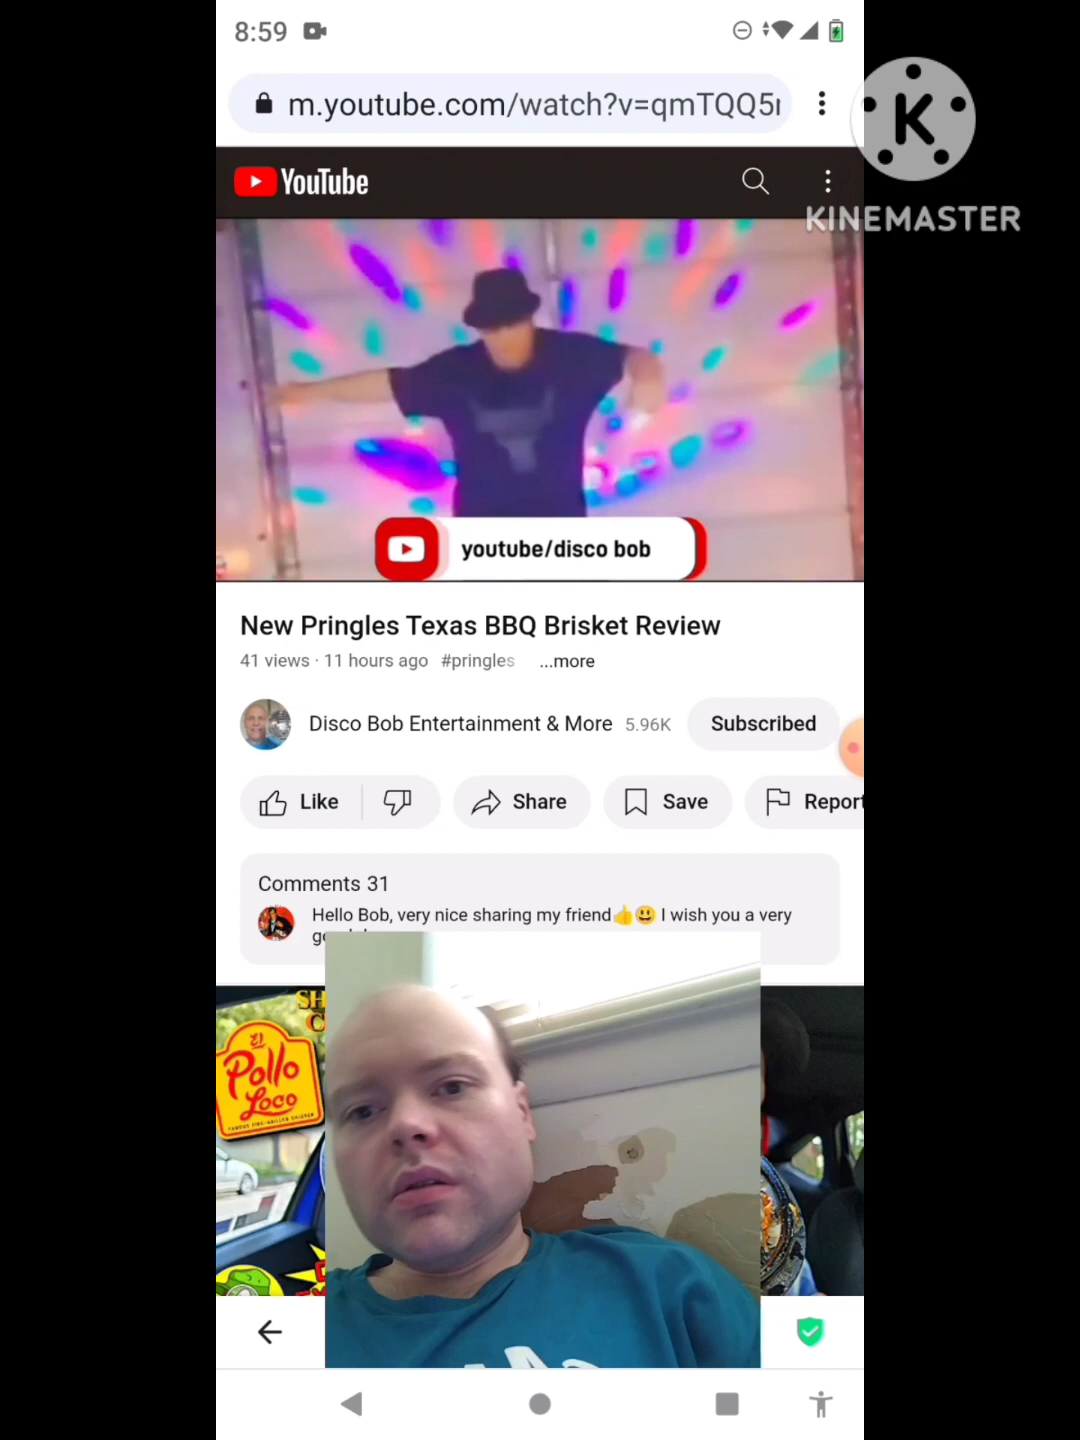 8:59
m.youtube.com/watch?v=qmTQQ5
K
YouTube
KINEMASTER
youtube/disco bob
New Pringles Texas BBQ Brisket Review
41 views · 11 hours ago #pringles ...more
Disco Bob Entertainment & More 5.96K Subscribed
Like Share Save Report
Comments 31
Hello Bob, very nice sharing my friend👍😃 I wish you a very
SH
C
El
Pollo
Loco